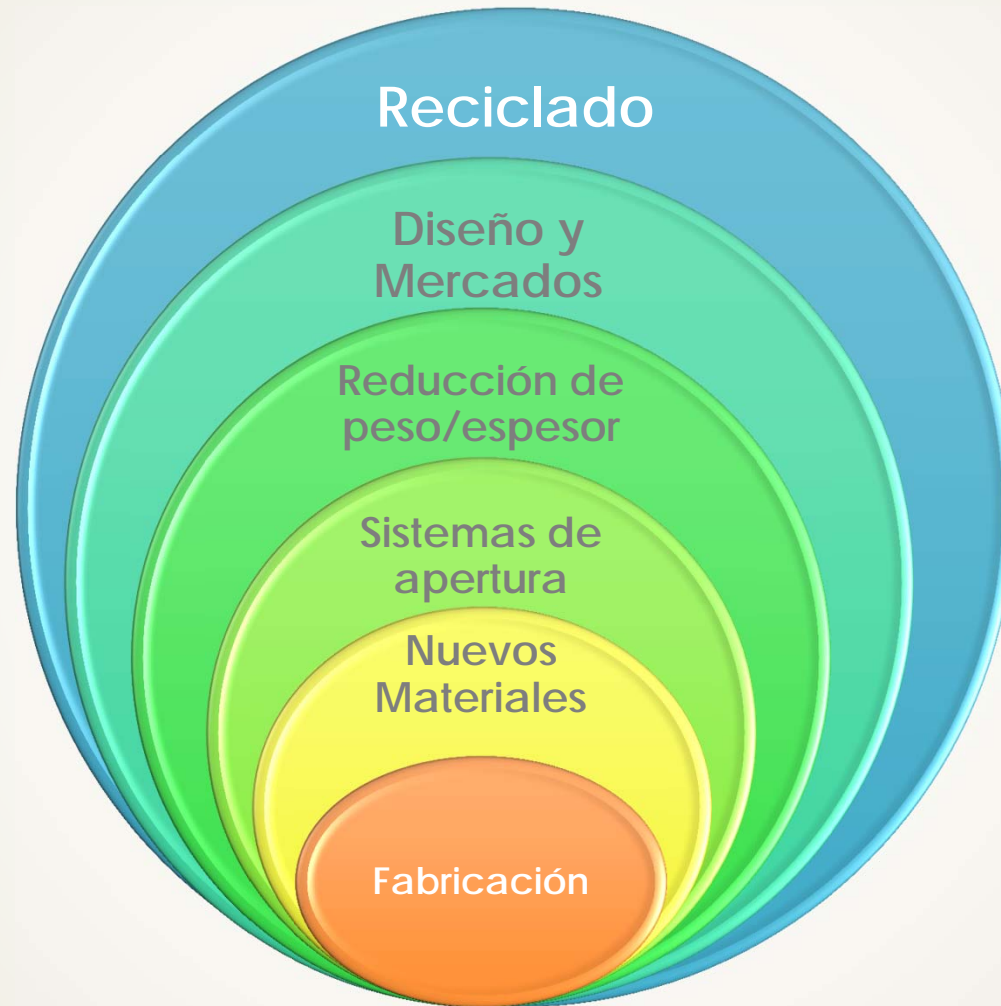 Reciclado
Diseño y
Mercados
Reducción de
peso/espesor
Sistemas de
apertura
Nuevos
Materiales
Fabricación